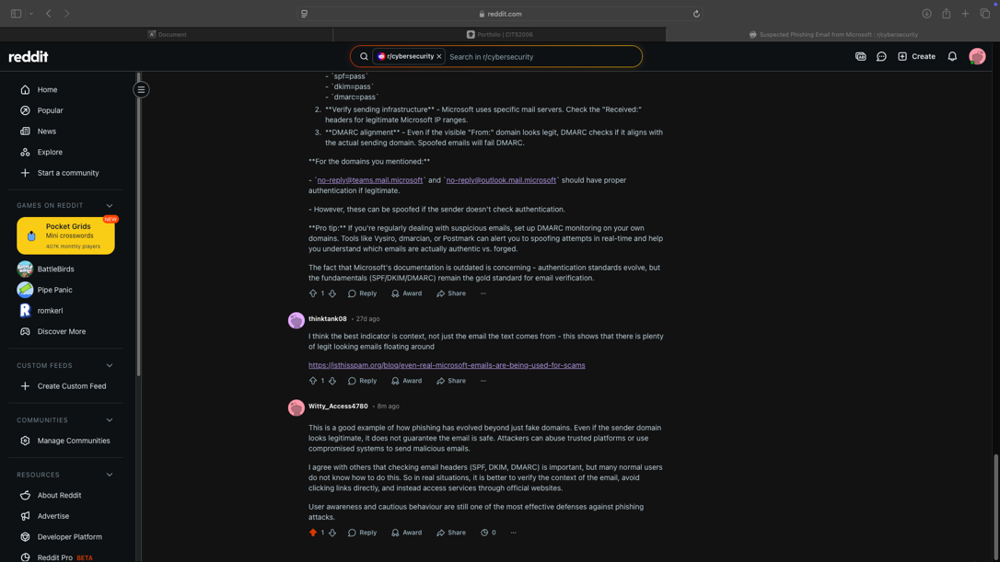 reddit.com
Document
Portfolio | CITS2006
Suspected Phishing Email from Microsoft : r/cybersecurity
reddit
r/cybersecurity
Search in r/cybersecurity
Create
Home
Popular
News
Explore
Start a community
GAMES ON REDDIT
NEW
Pocket Grids
Mini crosswords
407K monthly players
BattleBirds
Pipe Panic
romkerl
Discover More
CUSTOM FEEDS
Create Custom Feed
COMMUNITIES
Manage Communities
RESOURCES
About Reddit
Advertise
Developer Platform
Reddit Pro BETA
- `spf=pass`
- `dkim=pass`
- `dmarc=pass`
2. **Verify sending infrastructure** - Microsoft uses specific mail servers. Check the "Received:"
headers for legitimate Microsoft IP ranges.
3. **DMARC alignment** - Even if the visible "From:" domain looks legit, DMARC checks if it aligns with
the actual sending domain. Spoofed emails will fail DMARC.
**For the domains you mentioned:**
- `no-reply@teams.mail.microsoft` and `no-reply@outlook.mail.microsoft` should have proper
authentication if legitimate.
- However, these can be spoofed if the sender doesn't check authentication.
**Pro tip:** If you're regularly dealing with suspicious emails, set up DMARC monitoring on your own
domains. Tools like Vysiro, dmarcian, or Postmark can alert you to spoofing attempts in real-time and help
you understand which emails are actually authentic vs. forged.
The fact that Microsoft's documentation is outdated is concerning - authentication standards evolve, but
the fundamentals (SPF/DKIM/DMARC) remain the gold standard for email verification.
1 Reply Award Share
thinktank08 • 27d ago
I think the best indicator is context, not just the email the text comes from - this shows that there is plenty
of legit looking emails floating around
https://isthisspam.org/blog/even-real-microsoft-emails-are-being-used-for-scams
1 Reply Award Share
Witty_Access4780 • 8m ago
This is a good example of how phishing has evolved beyond just fake domains. Even if the sender domain
looks legitimate, it does not guarantee the email is safe. Attackers can abuse trusted platforms or use
compromised systems to send malicious emails.
I agree with others that checking email headers (SPF, DKIM, DMARC) is important, but many normal users
do not know how to do this. So in real situations, it is better to verify the context of the email, avoid
clicking links directly, and instead access services through official websites.
User awareness and cautious behaviour are still one of the most effective defenses against phishing
attacks.
1 Reply Award Share 0